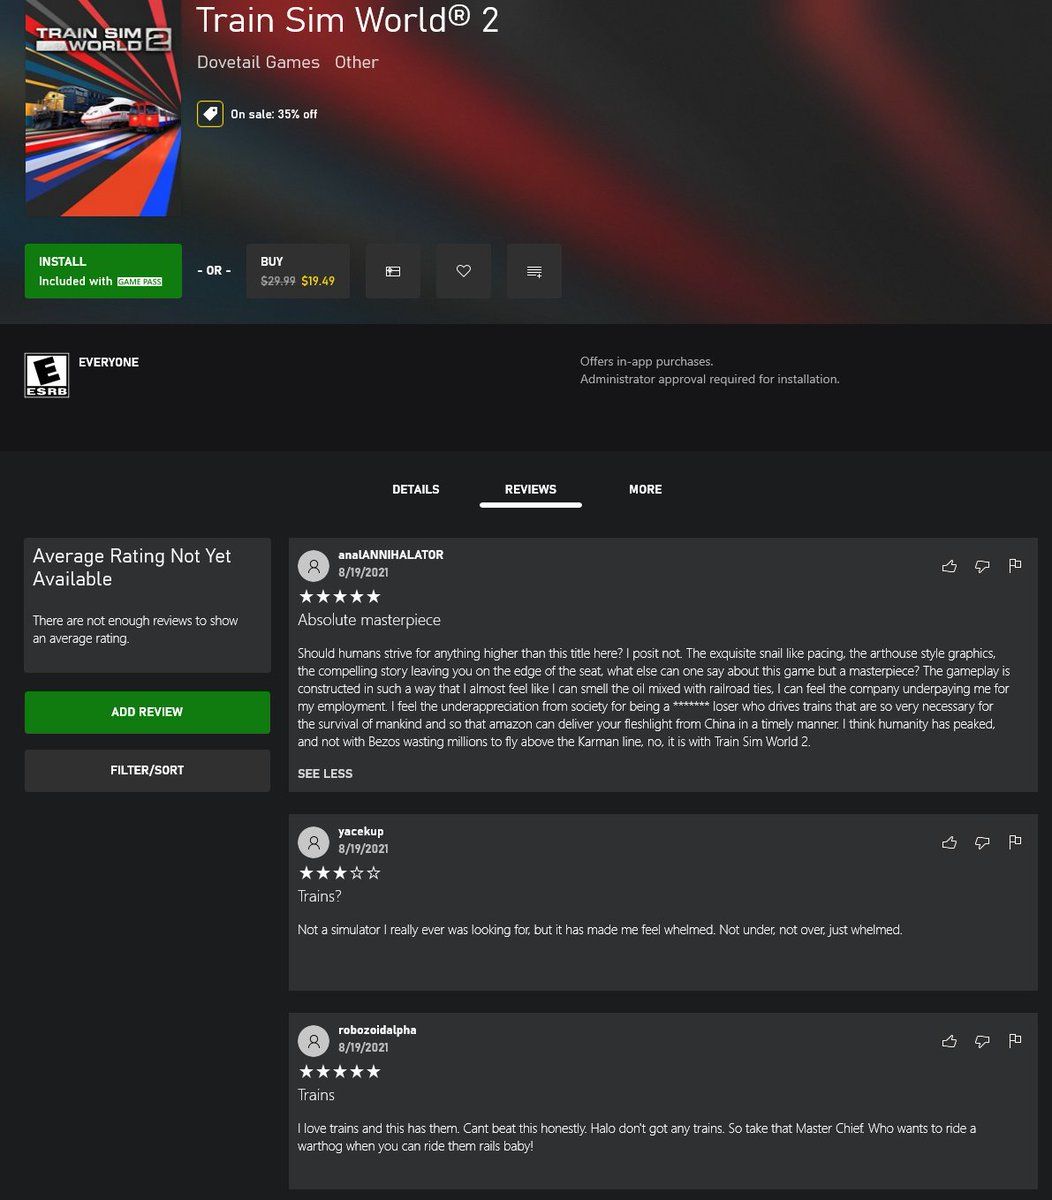 TRAIN SIM
WORLD 2
Train Sim World® 2
Dovetail Games Other
On sale: 35% off
INSTALL
Included with GAME PASS
- OR -
BUY
$29.99 $19.49
E
ESRB
EVERYONE
Offers in-app purchases.
Administrator approval required for installation.
DETAILS
REVIEWS
MORE
Average Rating Not Yet
Available
There are not enough reviews to show
an average rating.
ADD REVIEW
FILTER/SORT
analANNIHALATOR
8/19/2021
Absolute masterpiece
Should humans strive for anything higher than this title here? I posit not. The exquisite snail like pacing, the arthouse style graphics,
the compelling story leaving you on the edge of the seat, what else can one say about this game but a masterpiece? The gameplay is
constructed in such a way that I almost feel like I can smell the oil mixed with railroad ties, I can feel the company underpaying me for
my employment. I feel the underappreciation from society for being a ******* loser who drives trains that are so very necessary for
the survival of mankind and so that amazon can deliver your fleshlight from China in a timely manner. I think humanity has peaked,
and not with Bezos wasting millions to fly above the Karman line, no, it is with Train Sim World 2.
SEE LESS
yacekup
8/19/2021
Trains?
Not a simulator I really ever was looking for, but it has made me feel whelmed. Not under, not over, just whelmed.
robozoidalpha
8/19/2021
Trains
I love trains and this has them. Cant beat this honestly. Halo don't got any trains. So take that Master Chief. Who wants to ride a
warthog when you can ride them rails baby!